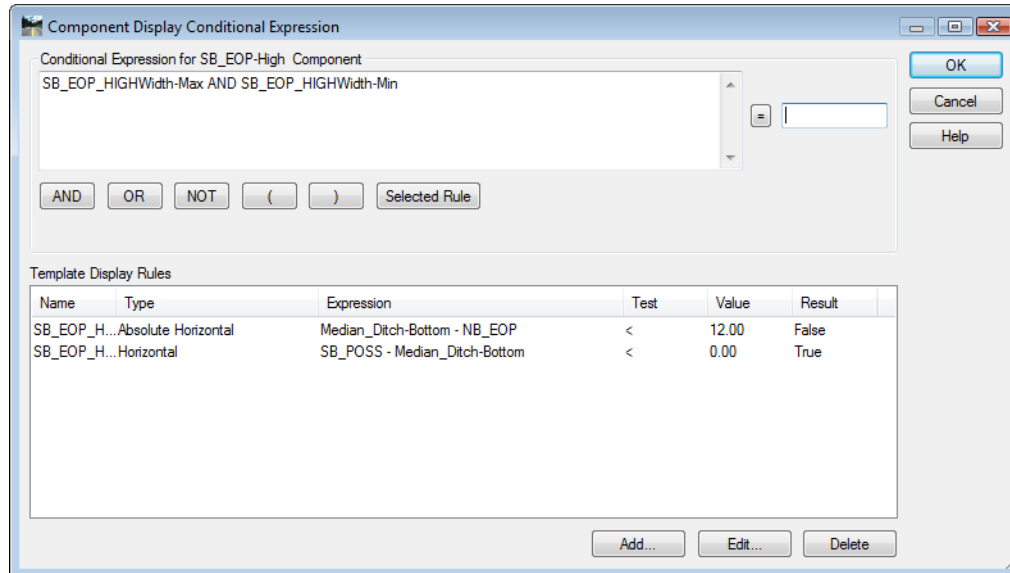 Component Display Conditional Expression
Conditional Expression for SB_EOP-High Component
OK
SB_EOP_HIGHWidth-Max AND SB_EOP_HIGHWidth-Min
Cancel
=
Help
AND OR NOT ( ) Selected Rule
Template Display Rules
Name Type Expression Test Value Result
SB_EOP_H... Absolute Horizontal Median_Ditch-Bottom - NB_EOP < 12.00 False
SB_EOP_H... Horizontal SB_POSS - Median_Ditch-Bottom < 0.00 True
Add... Edit... Delete